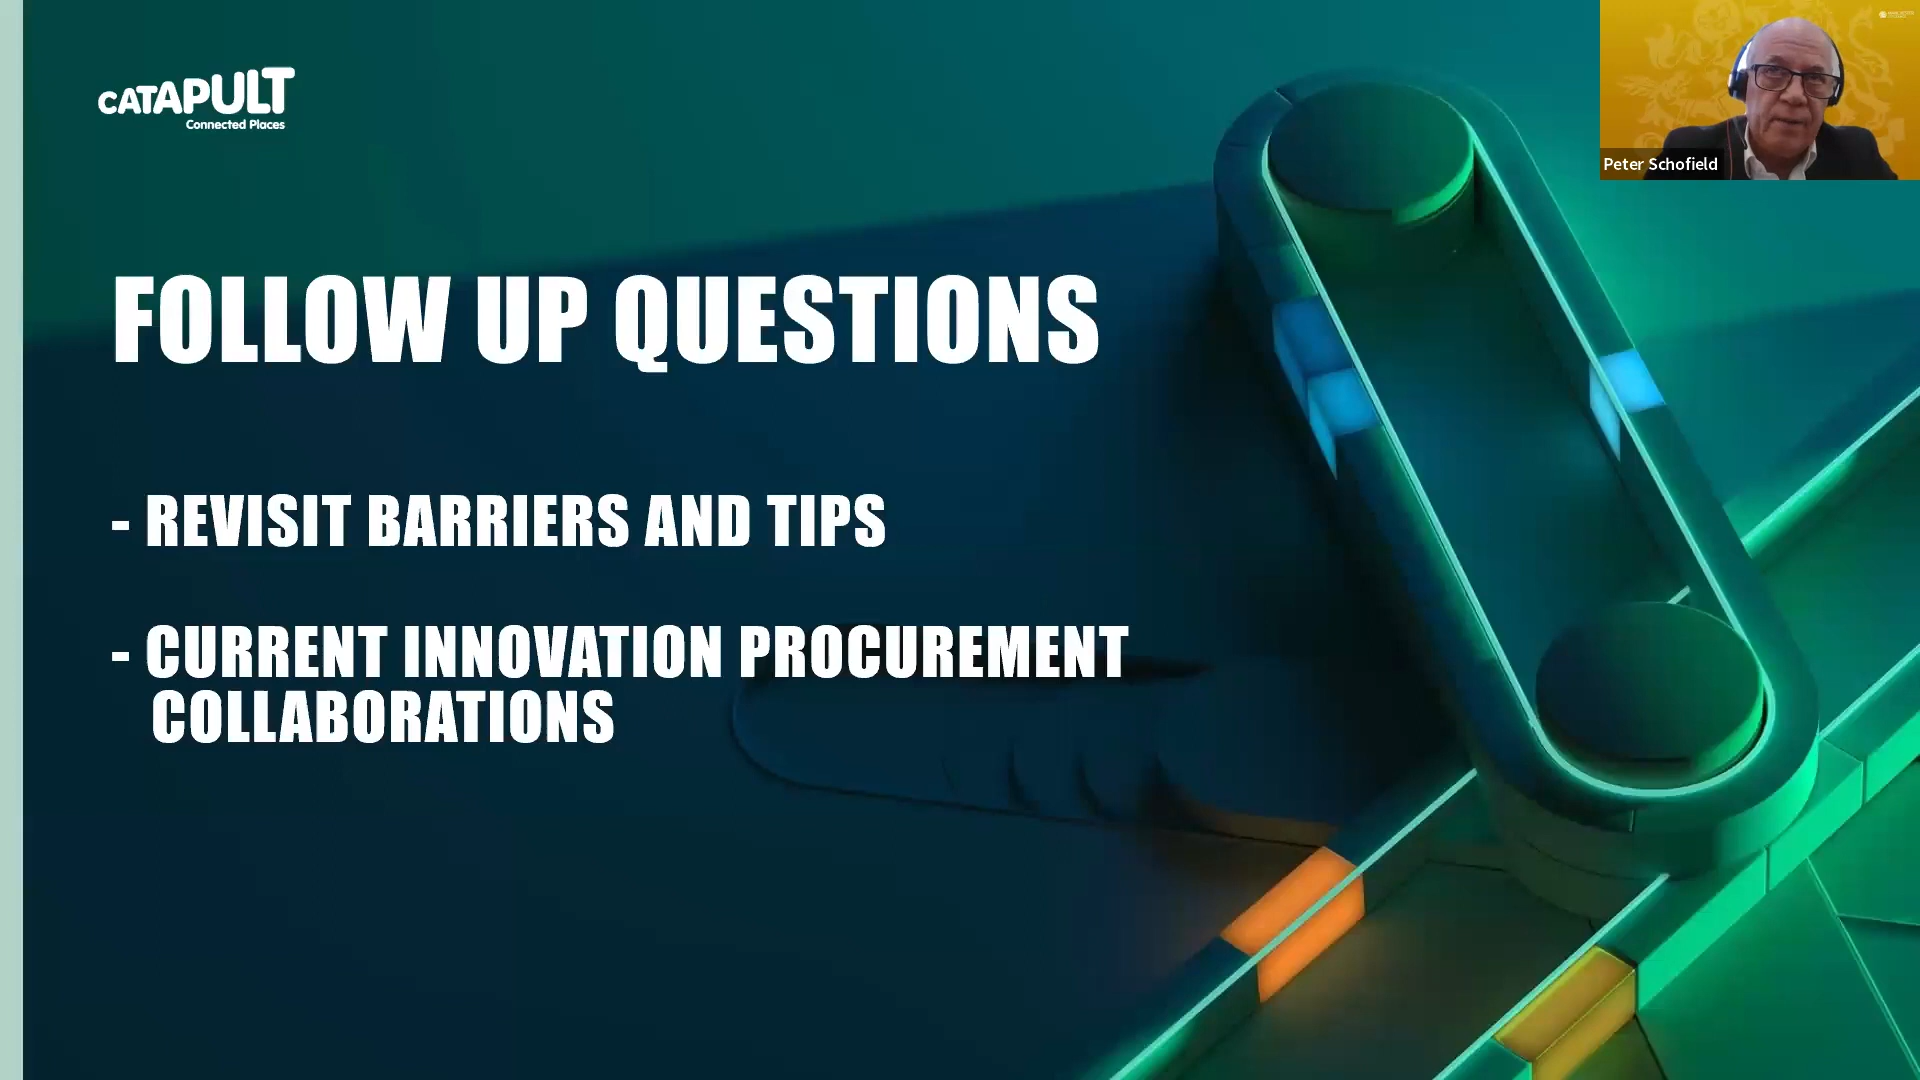 CATAPULT
Connected Places
Peter Schofield
FOLLOW UP QUESTIONS
- REVISIT BARRIERS AND TIPS
- CURRENT INNOVATION PROCUREMENT
COLLABORATIONS